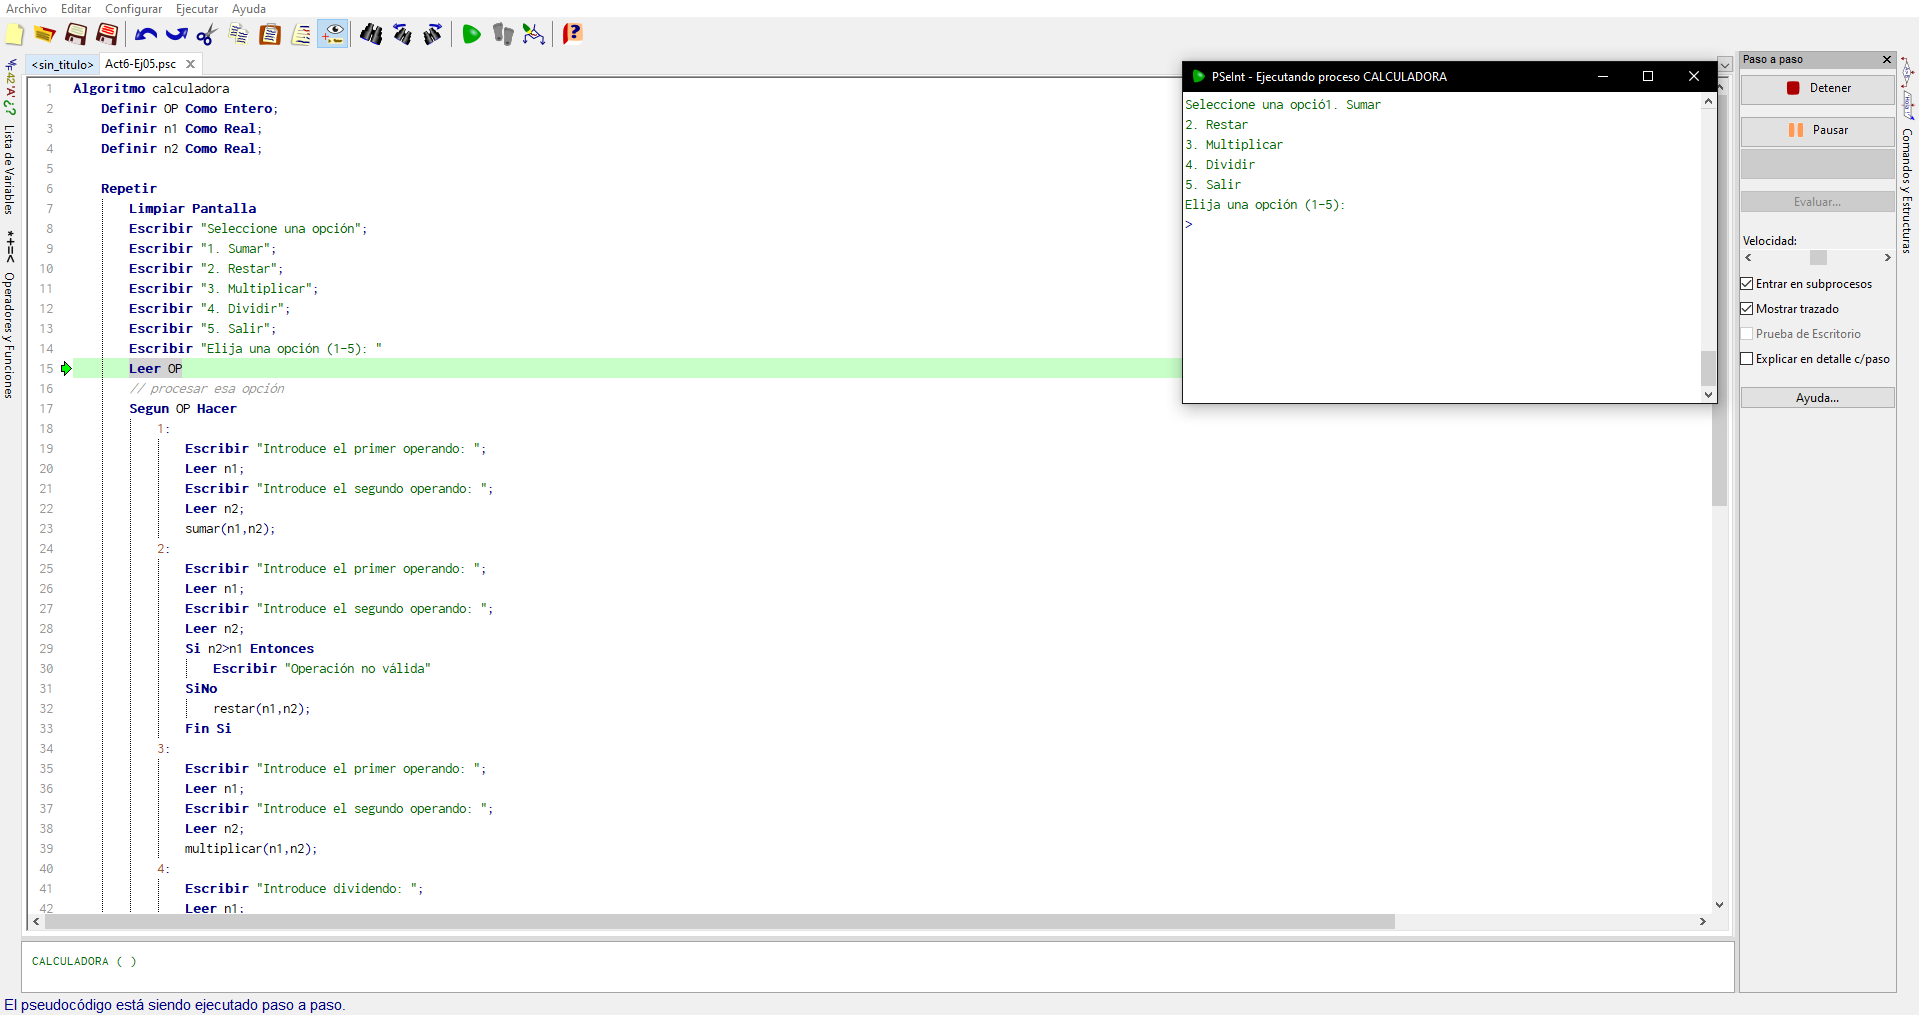 Archivo Editar Configurar Ejecutar Ayuda
<sin_titulo> Act6-Ej05.psc
Lista de Variables
*+=< Operadores y Funciones
1 Algoritmo calculadora
2 Definir OP Como Entero;
3 Definir n1 Como Real;
4 Definir n2 Como Real;
5
6 Repetir
7 Limpiar Pantalla
8 Escribir "Seleccione una opción";
9 Escribir "1. Sumar";
10 Escribir "2. Restar";
11 Escribir "3. Multiplicar";
12 Escribir "4. Dividir";
13 Escribir "5. Salir";
14 Escribir "Elija una opción (1-5): "
15 Leer OP
16 // procesar esa opción
17 Segun OP Hacer
18 1:
19 Escribir "Introduce el primer operando: ";
20 Leer n1;
21 Escribir "Introduce el segundo operando: ";
22 Leer n2;
23 sumar(n1,n2);
24 2:
25 Escribir "Introduce el primer operando: ";
26 Leer n1;
27 Escribir "Introduce el segundo operando: ";
28 Leer n2;
29 Si n2>n1 Entonces
30 Escribir "Operación no válida"
31 SiNo
32 restar(n1,n2);
33 Fin Si
34 3:
35 Escribir "Introduce el primer operando: ";
36 Leer n1;
37 Escribir "Introduce el segundo operando: ";
38 Leer n2;
39 multiplicar(n1,n2);
40 4:
41 Escribir "Introduce dividendo: ";
42 Leer n1;
PSeInt - Ejecutando proceso CALCULADORA
Seleccione una opció1. Sumar
2. Restar
3. Multiplicar
4. Dividir
5. Salir
Elija una opción (1-5):
>
Paso a paso
Detener
Pausar
Evaluar...
Velocidad:
Entrar en subprocesos
Mostrar trazado
Prueba de Escritorio
Explicar en detalle c/paso
Ayuda...
Comandos y Estructuras
CALCULADORA ( )
El pseudocódigo está siendo ejecutado paso a paso.